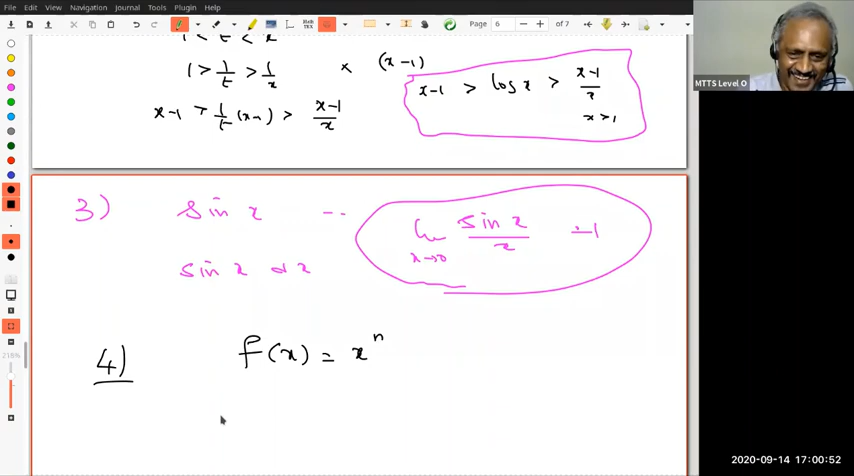 File Edit View Journal Tools Plugin Help
Page 6 of 7
MTTS Level O
1 < t < x
1 > 1/t > 1/x × (x-1)
x-1 > 1/t (x-1) > x-1/x
x-1 > log x > x-1/x
x > 1
3) sin x -- lim x→0 sin x/x = 1
sin x & x
4) f(x) = x^n
218%
2020-09-14 17:00:52